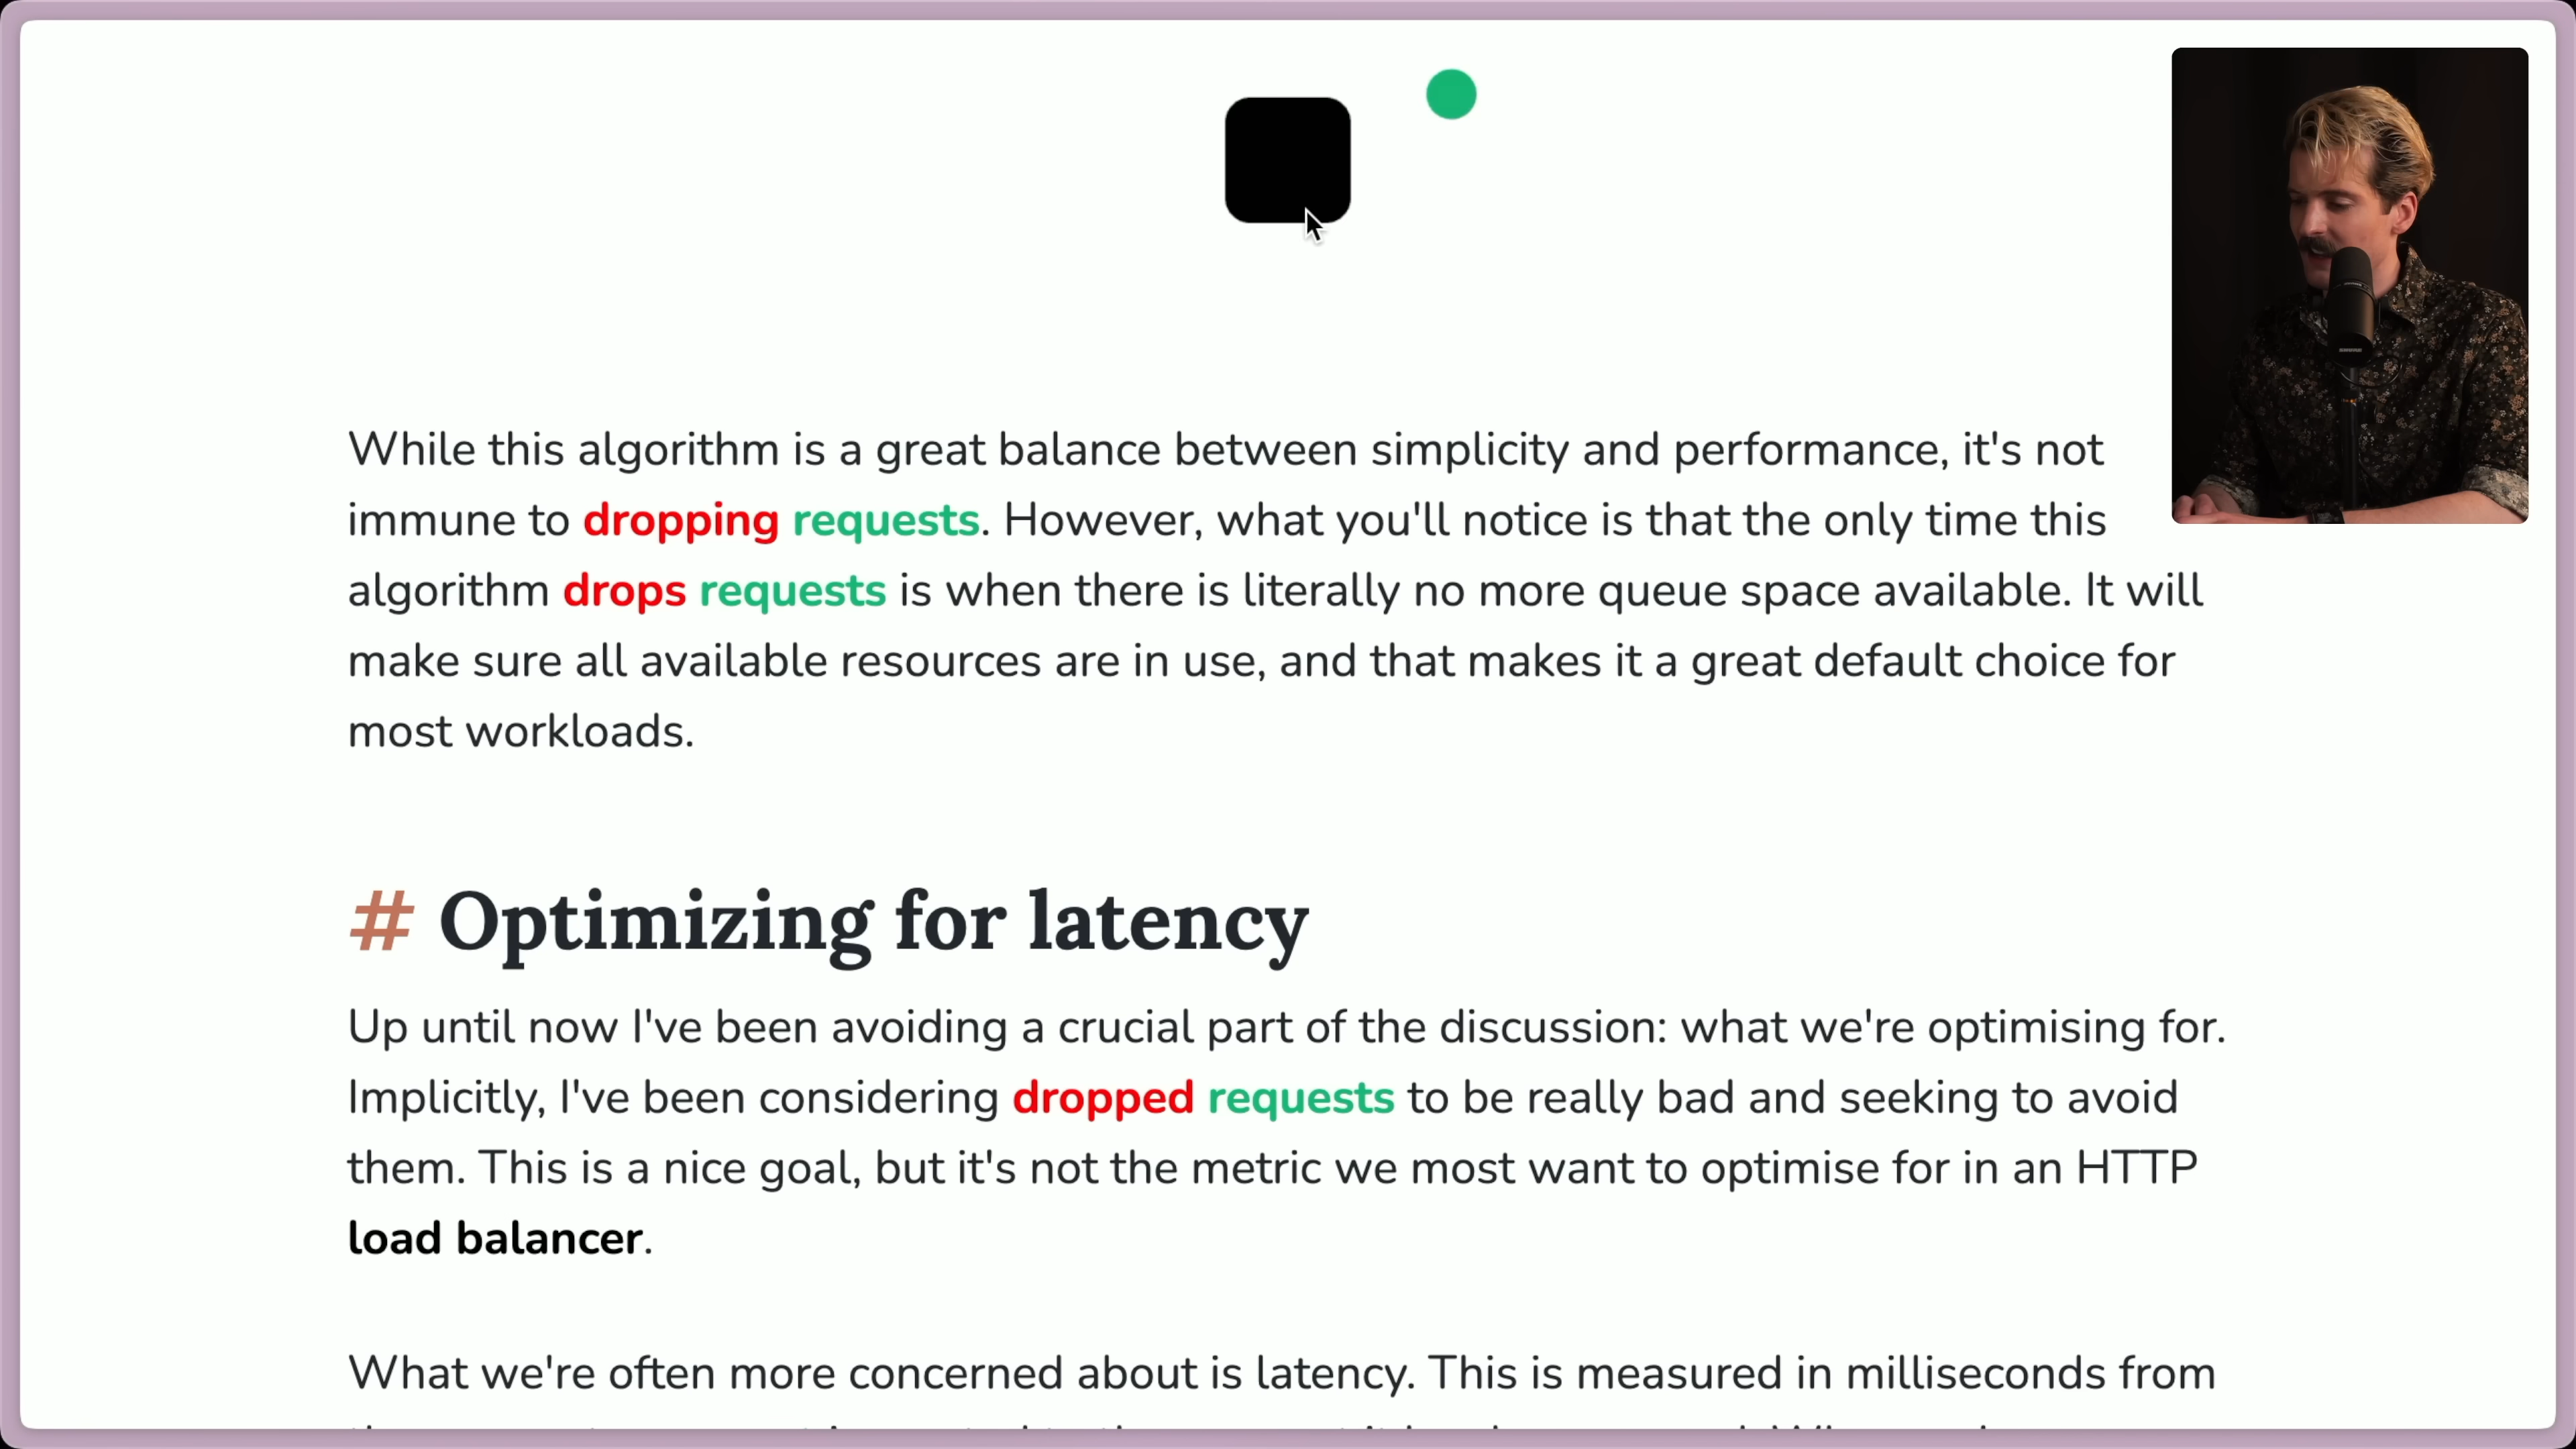 While this algorithm is a great balance between simplicity and performance, it's not
immune to dropping requests. However, what you'll notice is that the only time this
algorithm drops requests is when there is literally no more queue space available. It will
make sure all available resources are in use, and that makes it a great default choice for
most workloads.
# Optimizing for latency
Up until now I've been avoiding a crucial part of the discussion: what we're optimising for.
Implicitly, I've been considering dropped requests to be really bad and seeking to avoid
them. This is a nice goal, but it's not the metric we most want to optimise for in an HTTP
load balancer.
What we're often more concerned about is latency. This is measured in milliseconds from